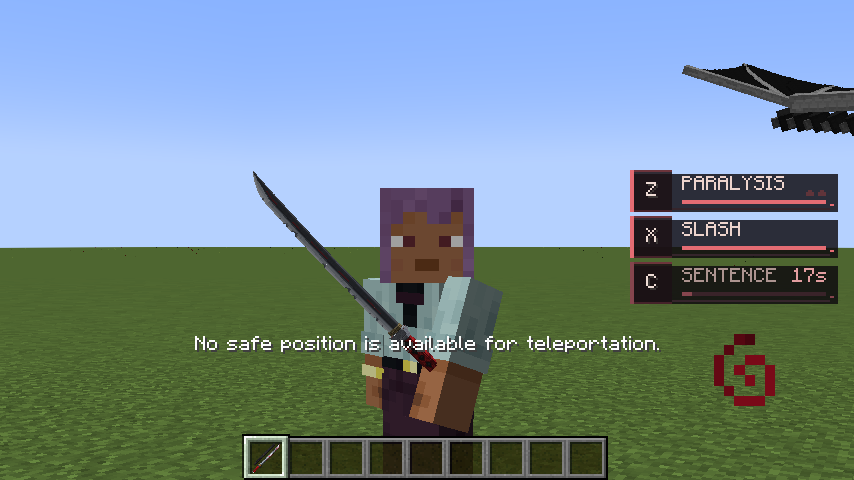 Z PARALYSIS
X SLASH
C SENTENCE 17s
No safe position is available for teleportation.